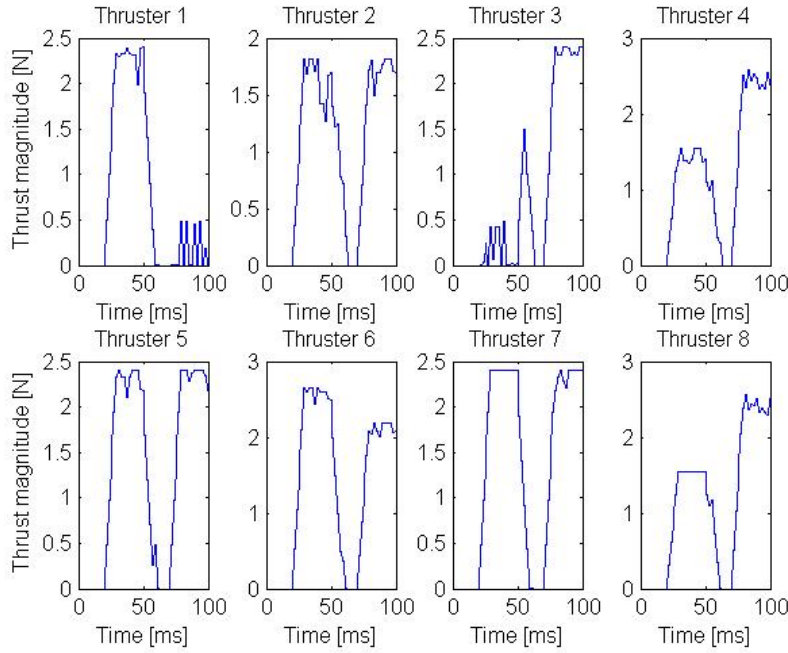 Thruster 1
Thruster 2
Thruster 3
Thruster 4
Thrust magnitude [N]
2.5
2
1.5
1
0.5
0
0 50 100
Time [ms]
2
1.5
1
0.5
0
0 50 100
Time [ms]
2.5
2
1.5
1
0.5
0
0 50 100
Time [ms]
3
2
1
0
0 50 100
Time [ms]
Thruster 5
Thruster 6
Thruster 7
Thruster 8
Thrust magnitude [N]
2.5
2
1.5
1
0.5
0
0 50 100
Time [ms]
3
2
1
0
0 50 100
Time [ms]
2.5
2
1.5
1
0.5
0
0 50 100
Time [ms]
3
2
1
0
0 50 100
Time [ms]